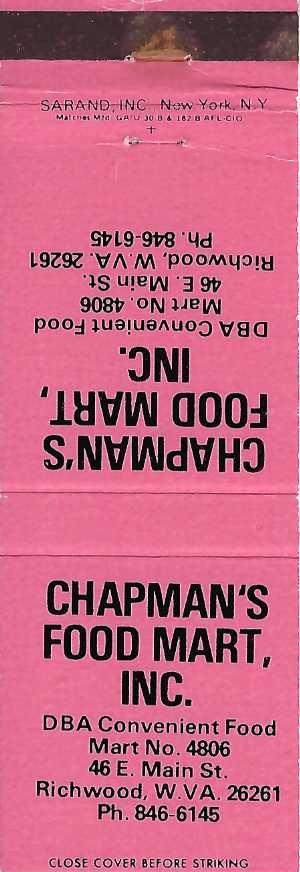 SARAND, INC., New York, N.Y.
Matches Mfd. GAIU 30 B & 182 B AFL-CIO
CHAPMAN'S
FOOD MART,
INC.
DBA Convenient Food
Mart No. 4806
46 E. Main St.
Richwood, W.VA. 26261
Ph. 846-6145
CHAPMAN'S
FOOD MART,
INC.
DBA Convenient Food
Mart No. 4806
46 E. Main St.
Richwood, W.VA. 26261
Ph. 846-6145
CLOSE COVER BEFORE STRIKING